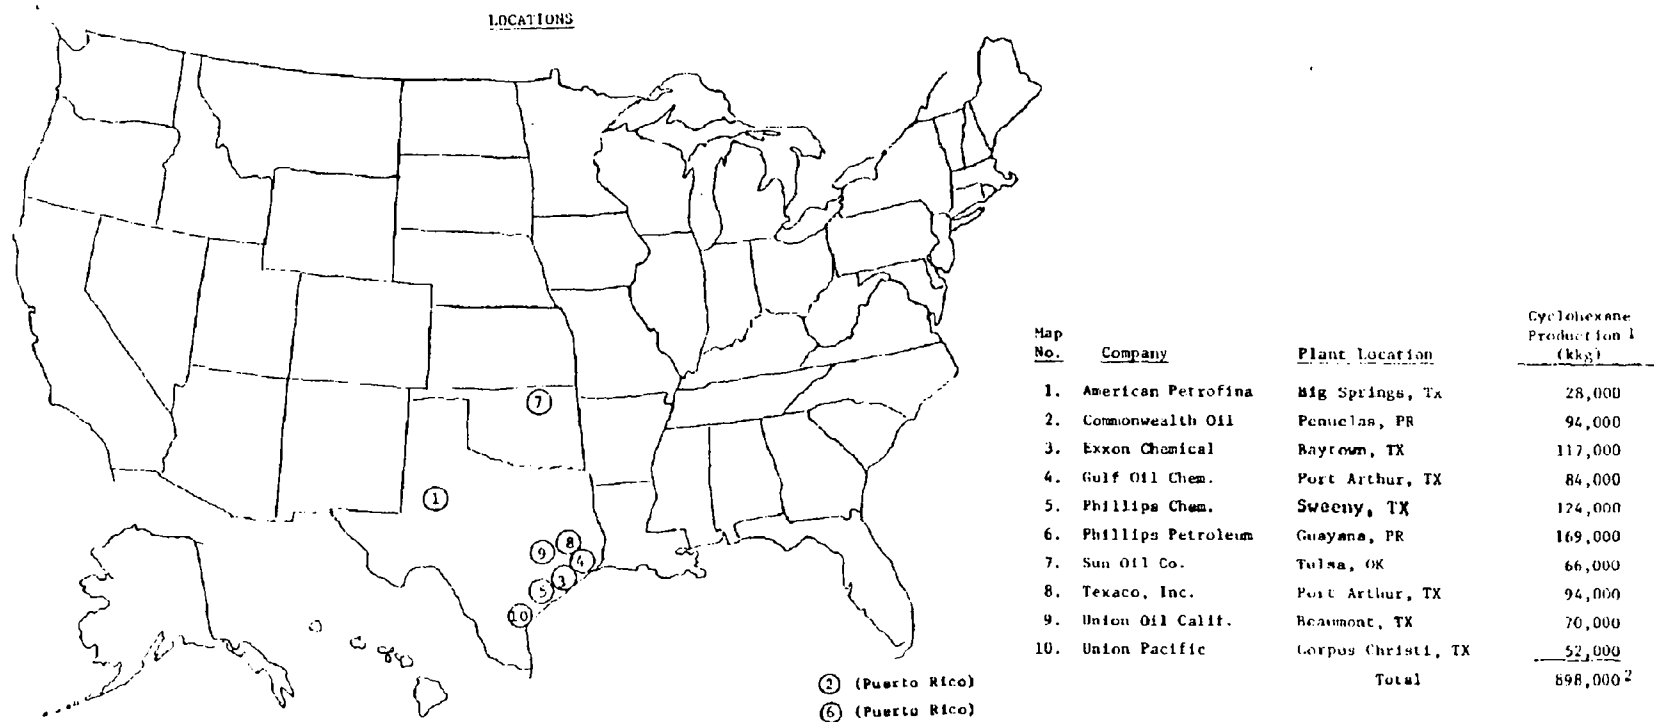 LOCATIONS
7
1
8
9
4
3
5
10
2 (Puerto Rico)
6 (Puerto Rico)
Map No. Company Plant Location Cyclohexane Production 1 (kkg)
1. American Petrofina Big Springs, Tx 28,000
2. Commonwealth Oil Penuelas, PR 94,000
3. Exxon Chemical Baytown, TX 117,000
4. Gulf Oil Chem. Port Arthur, TX 84,000
5. Phillips Chem. Sweeny, TX 124,000
6. Phillips Petroleum Guayana, PR 169,000
7. Sun Oil Co. Tulsa, OK 66,000
8. Texaco, Inc. Port Arthur, TX 94,000
9. Union Oil Calif. Beaumont, TX 70,000
10. Union Pacific Corpus Christi, TX 52,000
Total 898,000 2